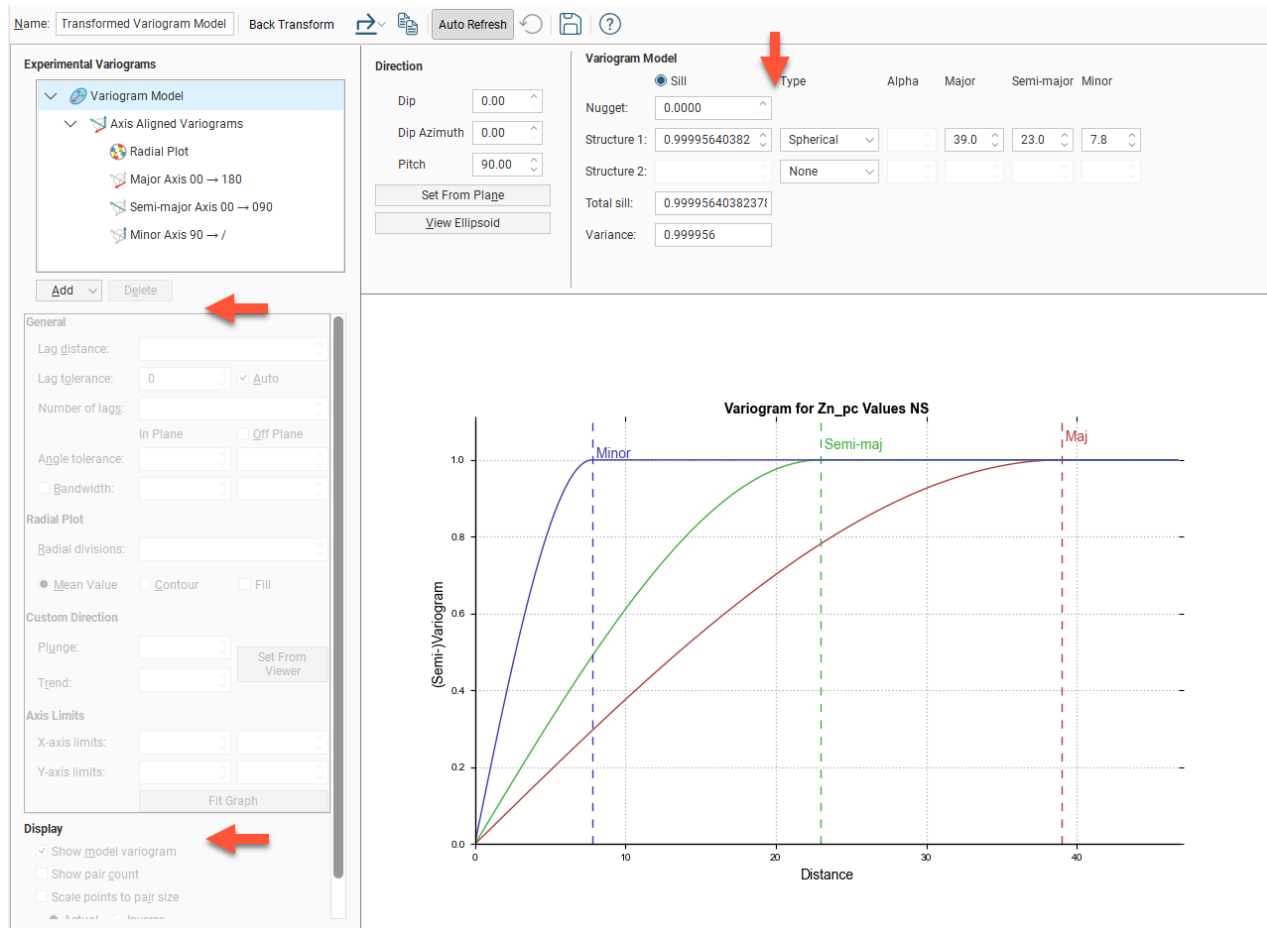 Name: Transformed Variogram Model Back Transform Auto Refresh ?
Experimental Variograms
Variogram Model
Axis Aligned Variograms
Radial Plot
Major Axis 00 → 180
Semi-major Axis 00 → 090
Minor Axis 90 → /
Add Delete
General
Lag distance:
Lag tolerance: 0 Auto
Number of lags:
In Plane Off Plane
Angle tolerance:
Bandwidth:
Radial Plot
Radial divisions:
Mean Value Contour Fill
Custom Direction
Plunge:
Set From
Viewer
Trend:
Axis Limits
X-axis limits:
Y-axis limits:
Fit Graph
Display
Show model variogram
Show pair count
Scale points to pair size
Direction
Dip 0.00
Dip Azimuth 0.00
Pitch 90.00
Set From Plane
View Ellipsoid
Variogram Model
Sill Type Alpha Major Semi-major Minor
Nugget: 0.0000
Structure 1: 0.99995640382 Spherical 39.0 23.0 7.8
Structure 2: None
Total sill:
Variance: 0.999956
Variogram for Zn_pc Values NS
Minor
Semi-maj
Maj
(Semi-)Variogram
1.0
0.8
0.6
0.4
0.2
0.0
0 10 20 30 40
Distance